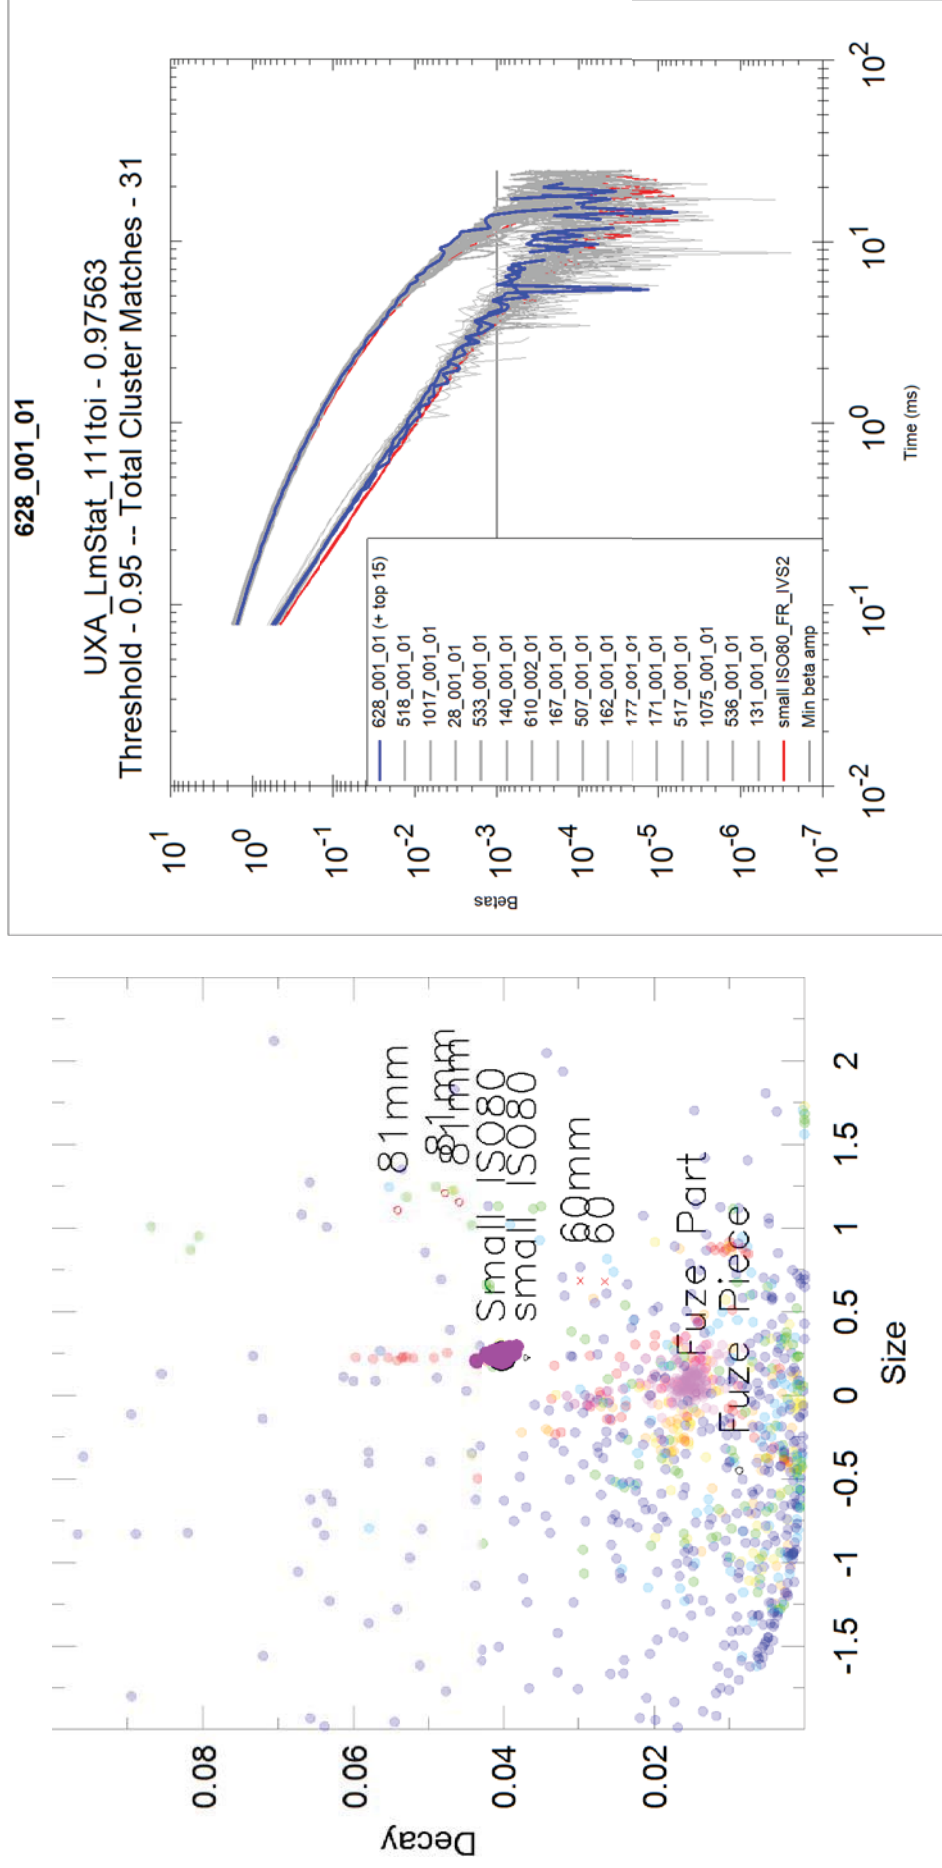 628_001_01
UXA_LmStat_111toi - 0.97563
Threshold - 0.95 -- Total Cluster Matches - 31
10^1
10^0
10^-1
10^-2
10^-3
10^-4
10^-5
10^-6
10^-7
Betas
10^-2
10^-1
10^0
10^1
10^2
Time (ms)
628_001_01 (+ top 15)
518_001_01
1017_001_01
28_001_01
533_001_01
140_001_01
610_002_01
167_001_01
507_001_01
162_001_01
177_001_01
171_001_01
517_001_01
1075_001_01
536_001_01
131_001_01
small ISO80_FR_IVS2
Min beta amp
0.08
0.06
0.04
0.02
Decay
81mm
81mm
81mm
Small ISO80
small ISO80
60mm
60
Fuze Part
Fuze Piece
-1.5
-1
-0.5
0
0.5
1
1.5
2
Size